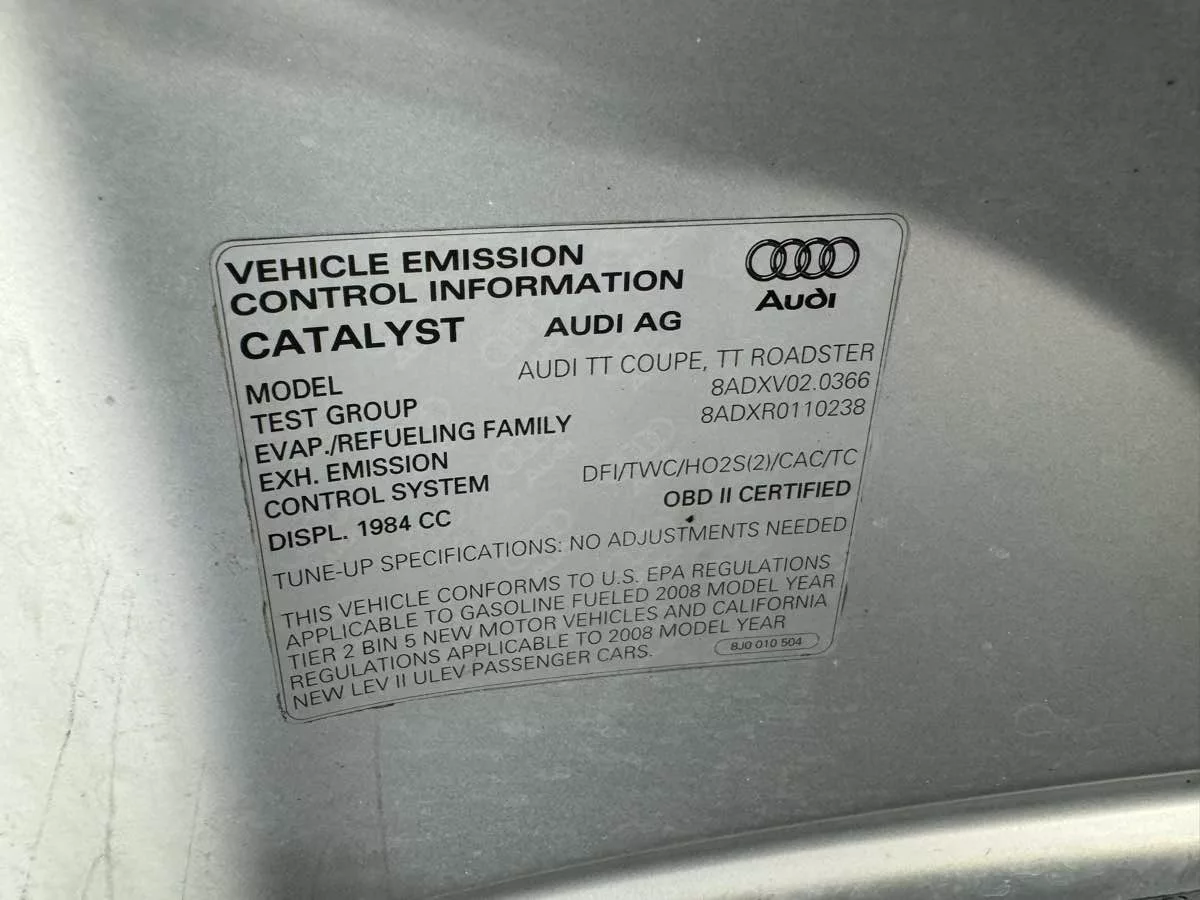 VEHICLE EMISSION
CONTROL INFORMATION
CATALYST AUDI AG
Audi
MODEL AUDI TT COUPE, TT ROADSTER
TEST GROUP 8ADXV02.0366
EVAP./REFUELING FAMILY 8ADXR0110238
EXH. EMISSION
CONTROL SYSTEM DFI/TWC/HO2S(2)/CAC/TC
DISPL. 1984 CC OBD II CERTIFIED
TUNE-UP SPECIFICATIONS: NO ADJUSTMENTS NEEDED
THIS VEHICLE CONFORMS TO U.S. EPA REGULATIONS
APPLICABLE TO GASOLINE FUELED 2008 MODEL YEAR
TIER 2 BIN 5 NEW MOTOR VEHICLES AND CALIFORNIA
REGULATIONS APPLICABLE TO 2008 MODEL YEAR
NEW LEV II ULEV PASSENGER CARS.
8J0 010 504